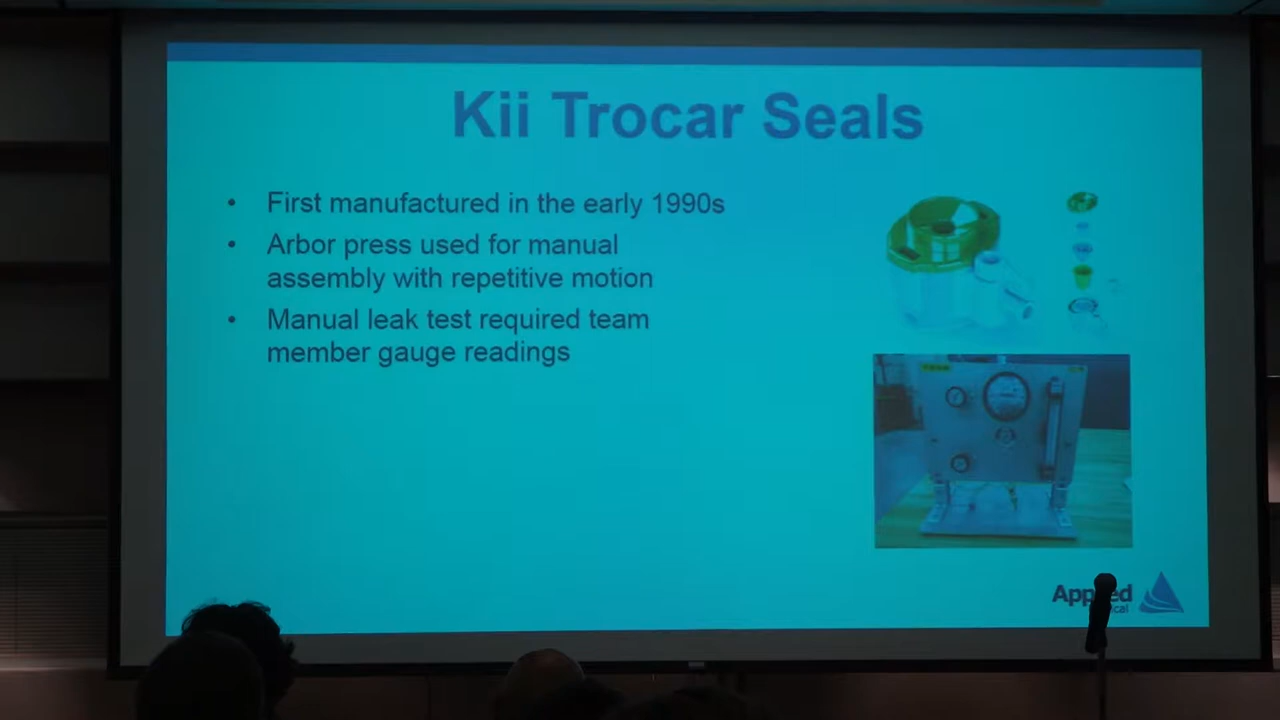 Kii Trocar Seals
• First manufactured in the early 1990s
• Arbor press used for manual
assembly with repetitive motion
• Manual leak test required team
member gauge readings